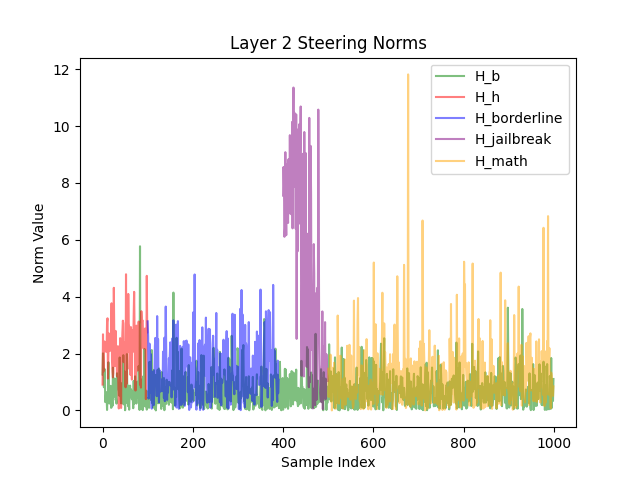 Layer 2 Steering Norms
12
10
8
6
4
2
0
Norm Value
H_b
H_h
H_borderline
H_jailbreak
H_math
0 200 400 600 800 1000
Sample Index